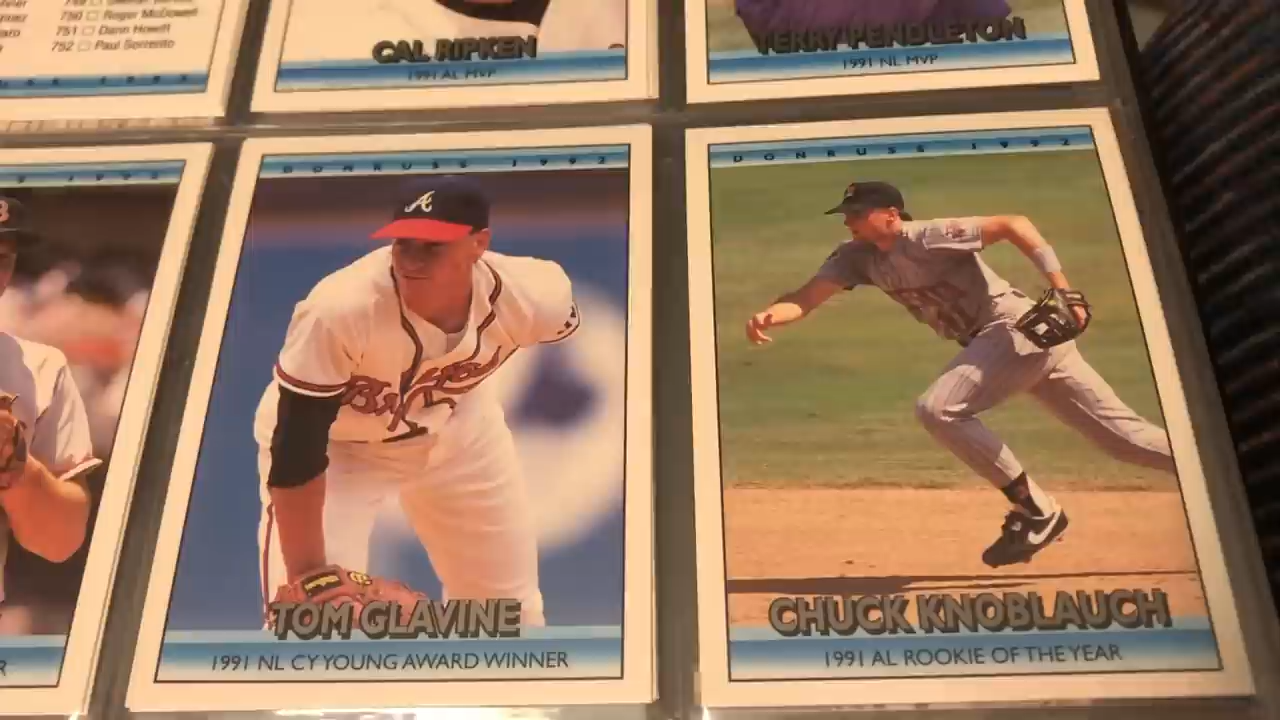 750 □ Roger McDowell
751 □ Dann Howitt
752 □ Paul Sorrento
CAL RIPKEN
1991 AL MVP
TERRY PENDLETON
1991 NL MVP
1992
DONRUSS 1992
A
Braves
TOM GLAVINE
1991 NL CY YOUNG AWARD WINNER
DONRUSS 1992
CHUCK KNOBLAUCH
1991 AL ROOKIE OF THE YEAR